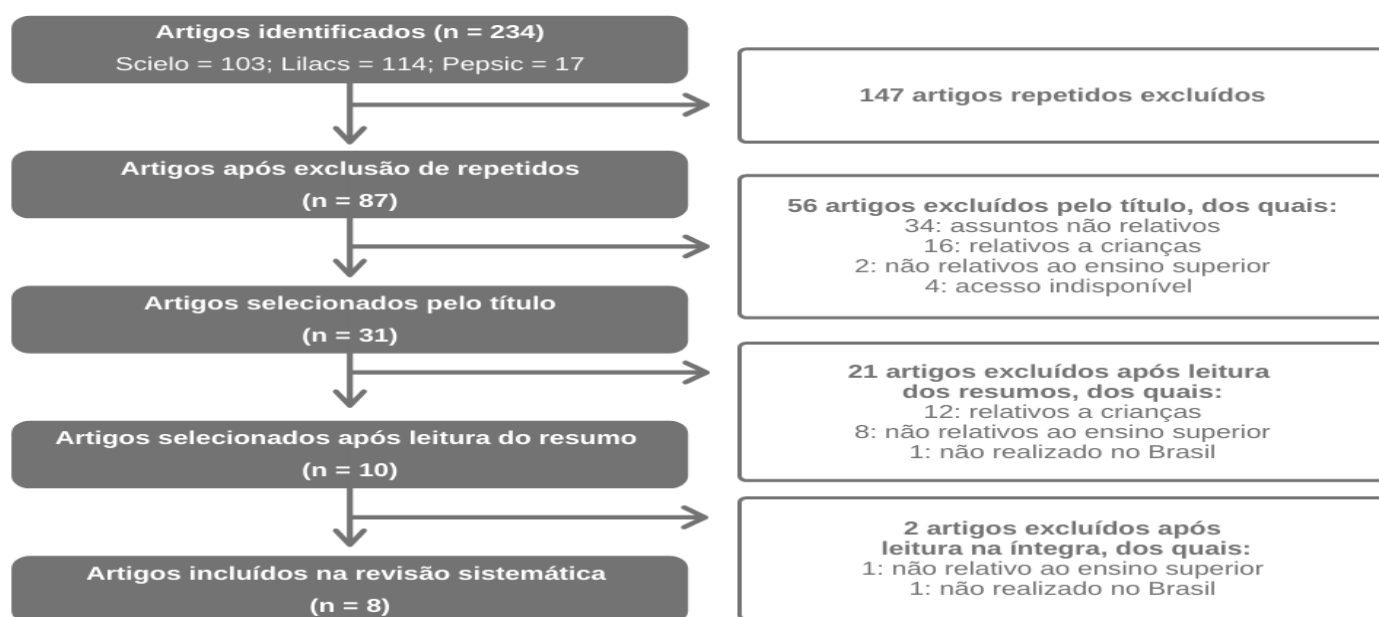 Artigos identificados (n = 234)
Scielo = 103; Lilacs = 114; Pepsic = 17
147 artigos repetidos excluídos
Artigos após exclusão de repetidos
(n = 87)
56 artigos excluídos pelo título, dos quais:
34: assuntos não relativos
16: relativos a crianças
2: não relativos ao ensino superior
4: acesso indisponível
Artigos selecionados pelo título
(n = 31)
21 artigos excluídos após leitura
dos resumos, dos quais:
12: relativos a crianças
8: não relativos ao ensino superior
1: não realizado no Brasil
Artigos selecionados após leitura do resumo
(n = 10)
2 artigos excluídos após
leitura na íntegra, dos quais:
1: não relativo ao ensino superior
1: não realizado no Brasil
Artigos incluídos na revisão sistemática
(n = 8)